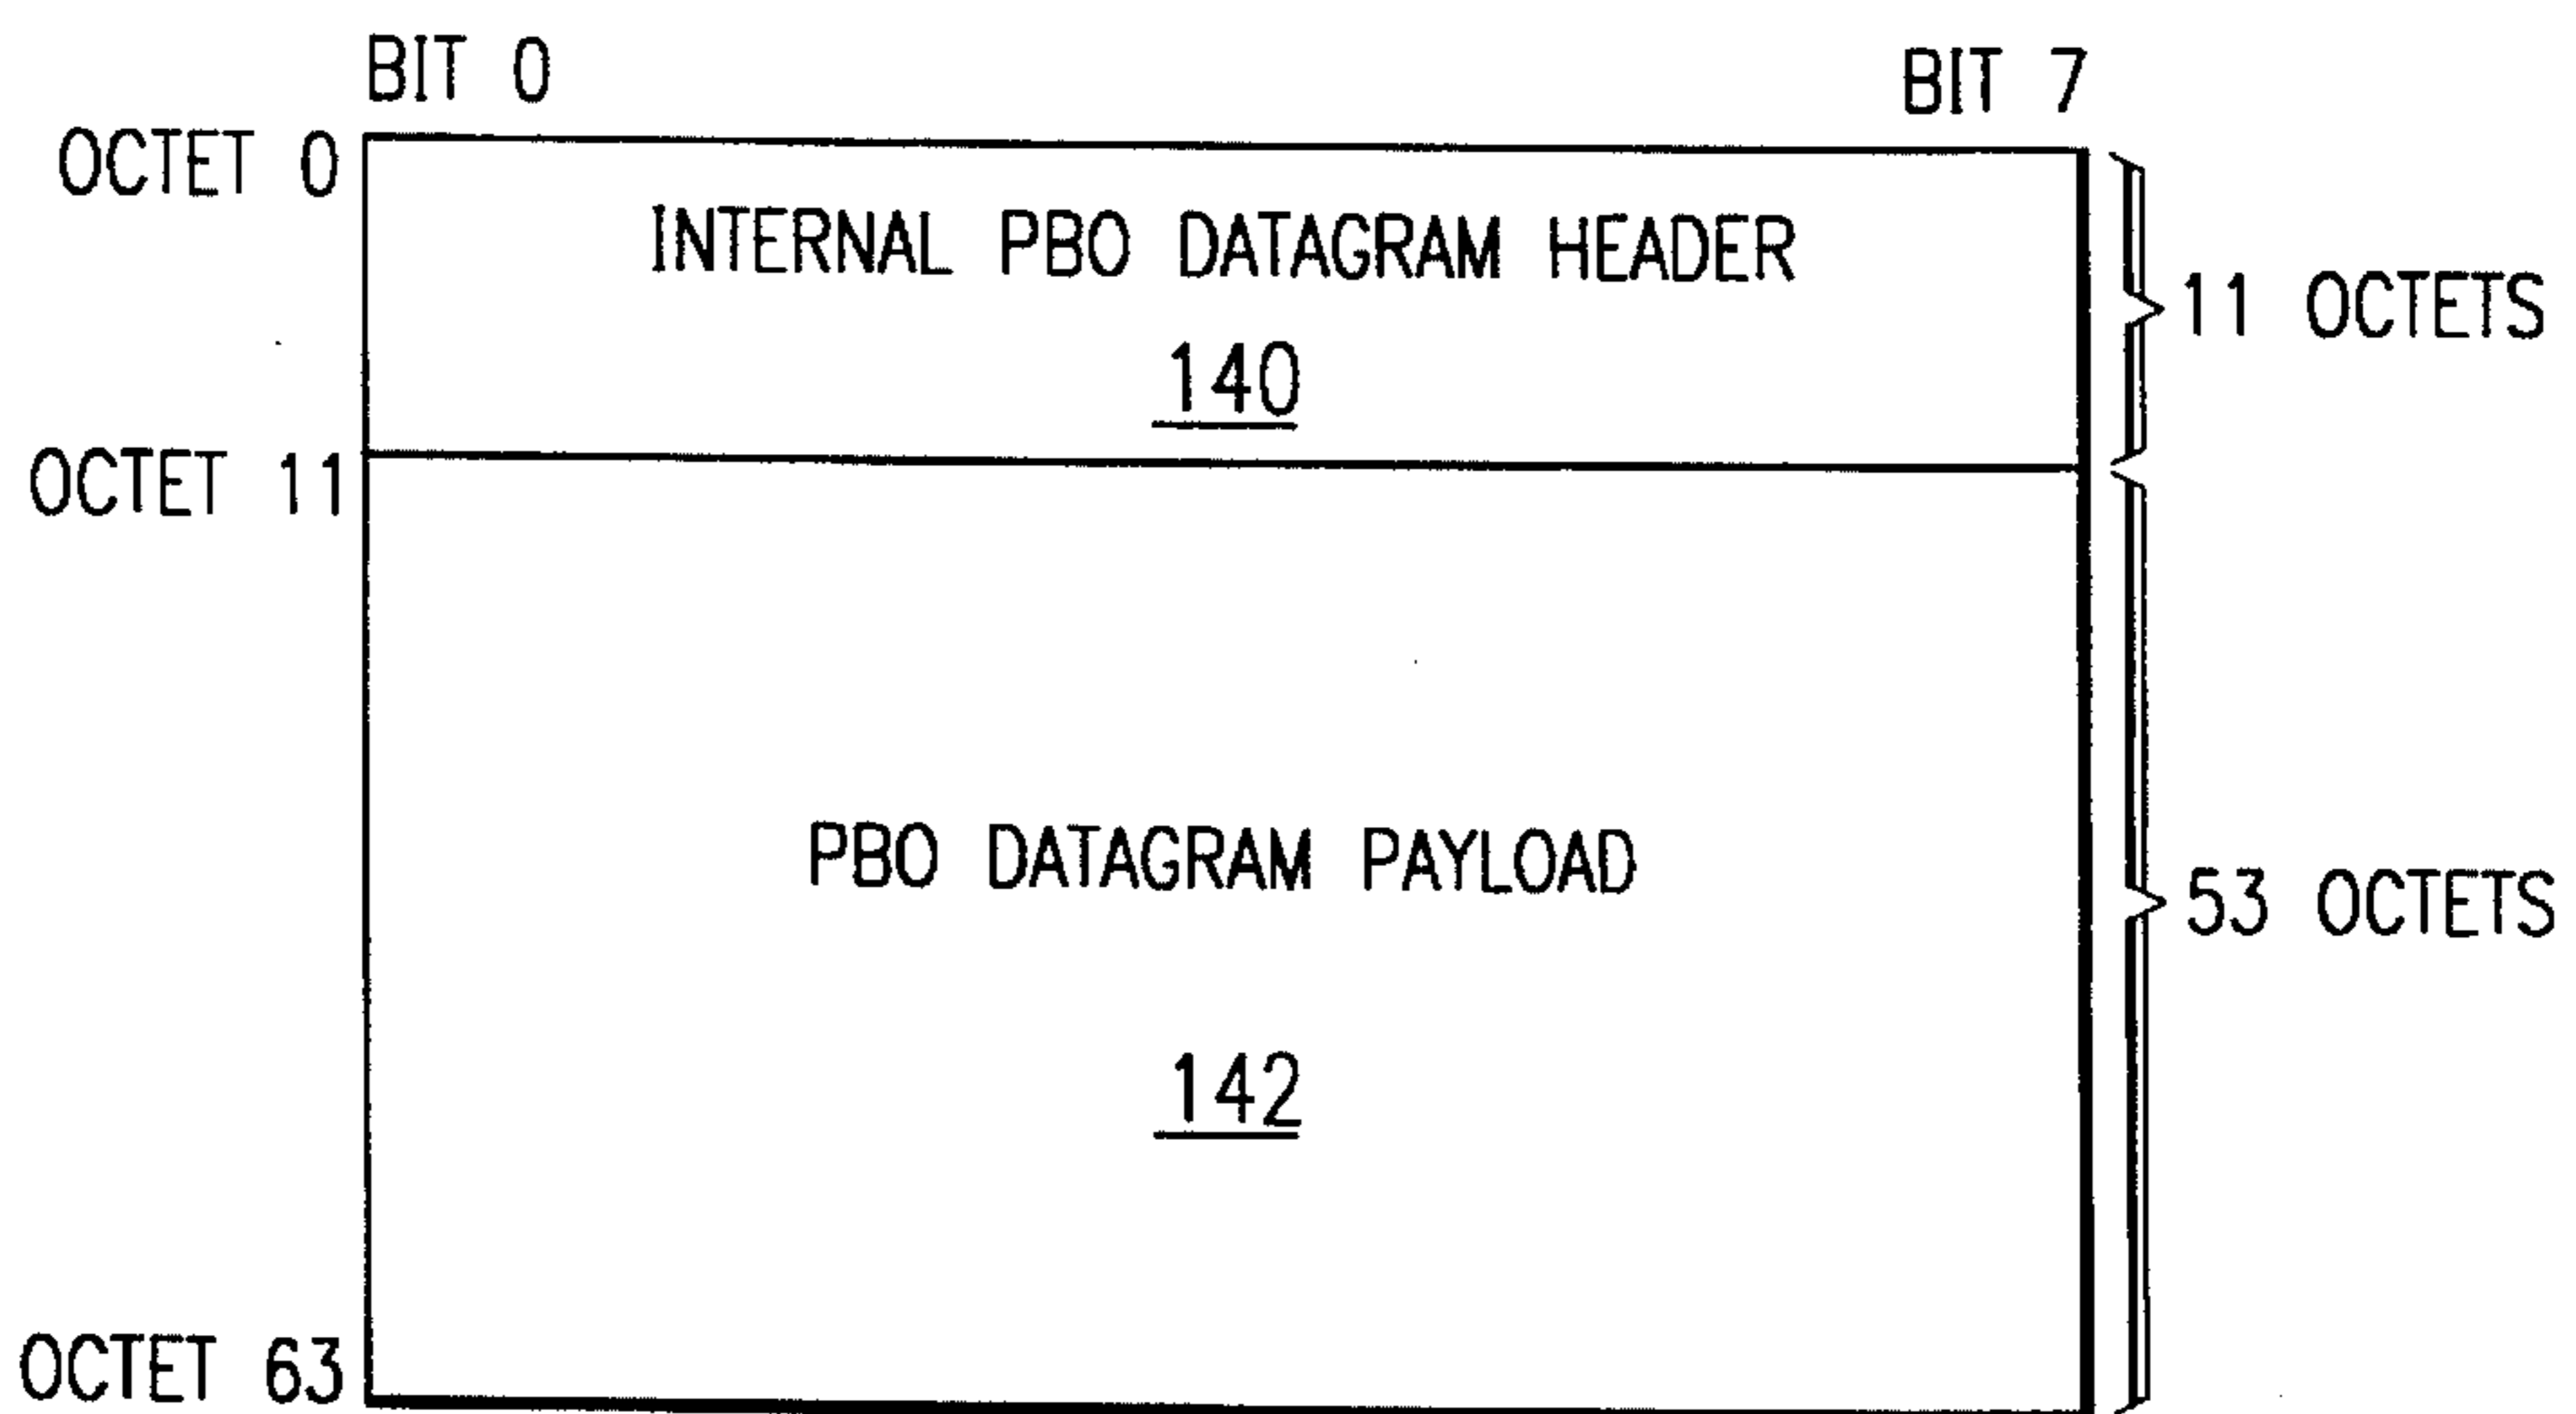 BIT 0
BIT 7
OCTET 0
INTERNAL PBO DATAGRAM HEADER
140
11 OCTETS
OCTET 11
PBO DATAGRAM PAYLOAD
53 OCTETS
142
OCTET 63